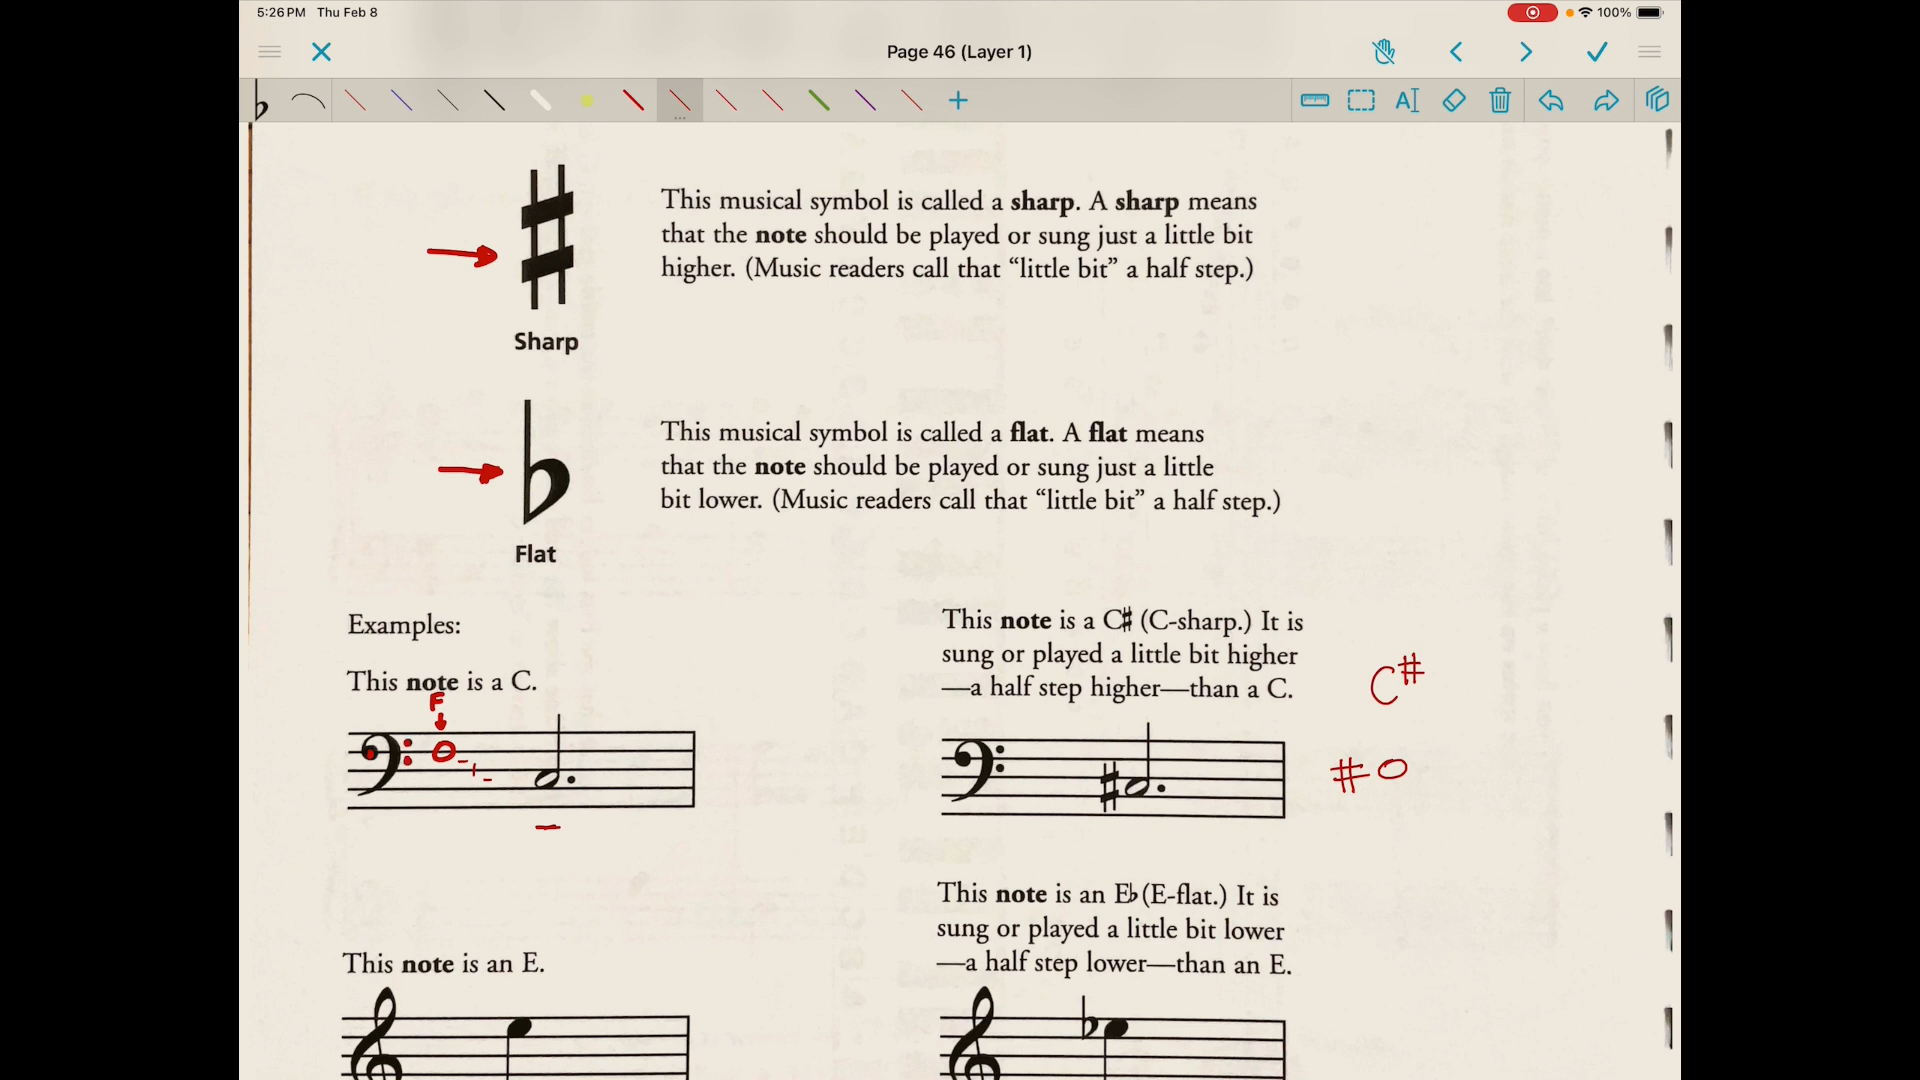 5:26 PM Thu Feb 8
100%
Page 46 (Layer 1)
This musical symbol is called a sharp. A sharp means
that the note should be played or sung just a little bit
higher. (Music readers call that “little bit” a half step.)
Sharp
This musical symbol is called a flat. A flat means
that the note should be played or sung just a little
bit lower. (Music readers call that “little bit” a half step.)
Flat
Examples:
This note is a C.
F
This note is a C♯ (C-sharp.) It is
sung or played a little bit higher
—a half step higher—than a C.
C#
#
This note is an E.
This note is an E♭ (E-flat.) It is
sung or played a little bit lower
—a half step lower—than an E.